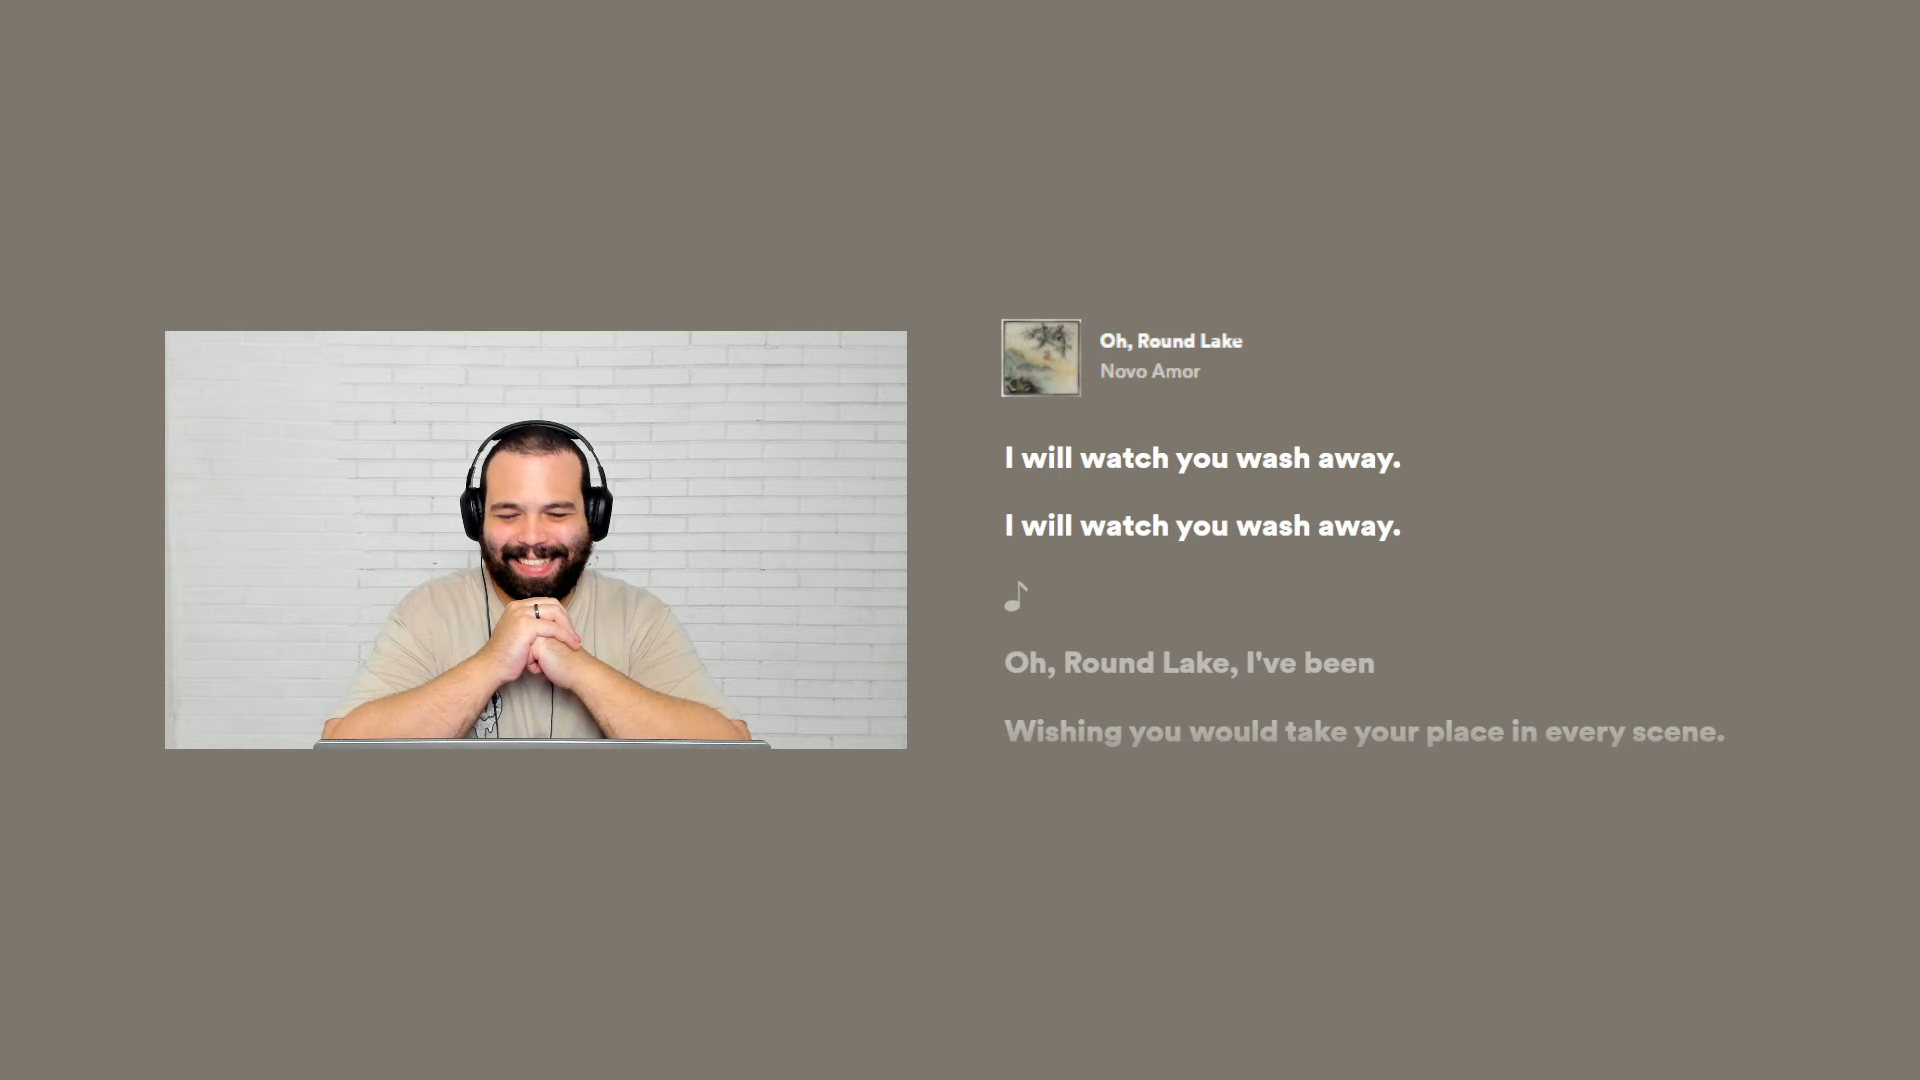 Oh, Round Lake
Novo Amor
I will watch you wash away.
I will watch you wash away.
♪
Oh, Round Lake, I've been
Wishing you would take your place in every scene.